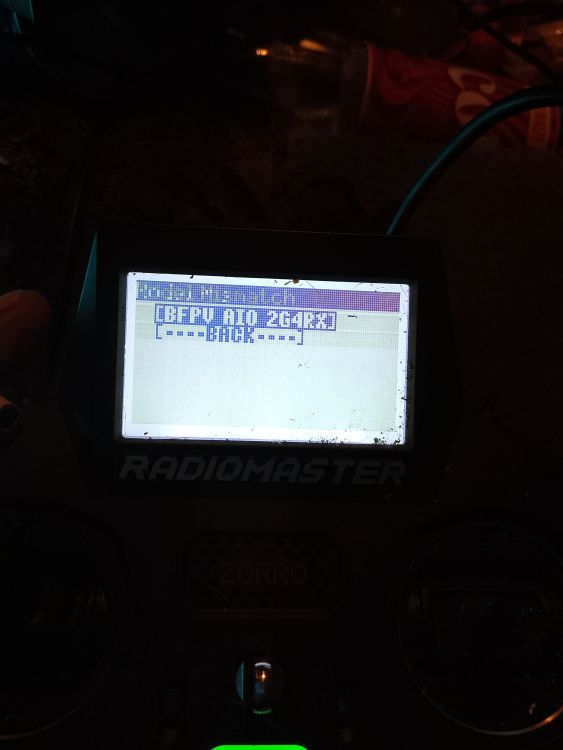 Model Mismatch
[BFPV AIO 2G4RX]
[----BACK----]
RADIOMASTER
ZORRO